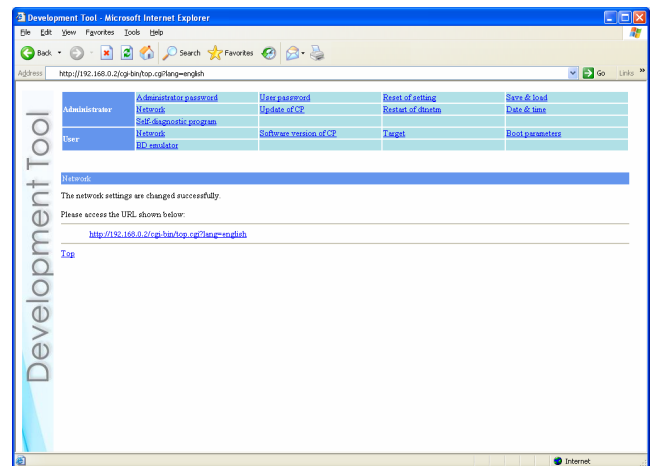 Development Tool - Microsoft Internet Explorer
File Edit View Favorites Tools Help
Back Search Favorites
Address http://192.168.0.2/cgi-bin/top.cgi?lang=english Go Links »
Development Tool
Administrater Administrator password User password Reset of setting Save & load
Network Update of CP Restart of dtnetm Date & time
Self-diagnostic program
User Network Software version of CP Target Boot parameters
BD emulator
Network
The network settings are changed successfully.
Please access the URL shown below:
http://192.168.0.2/cgi-bin/top.cgi?lang=english
Top
Internet